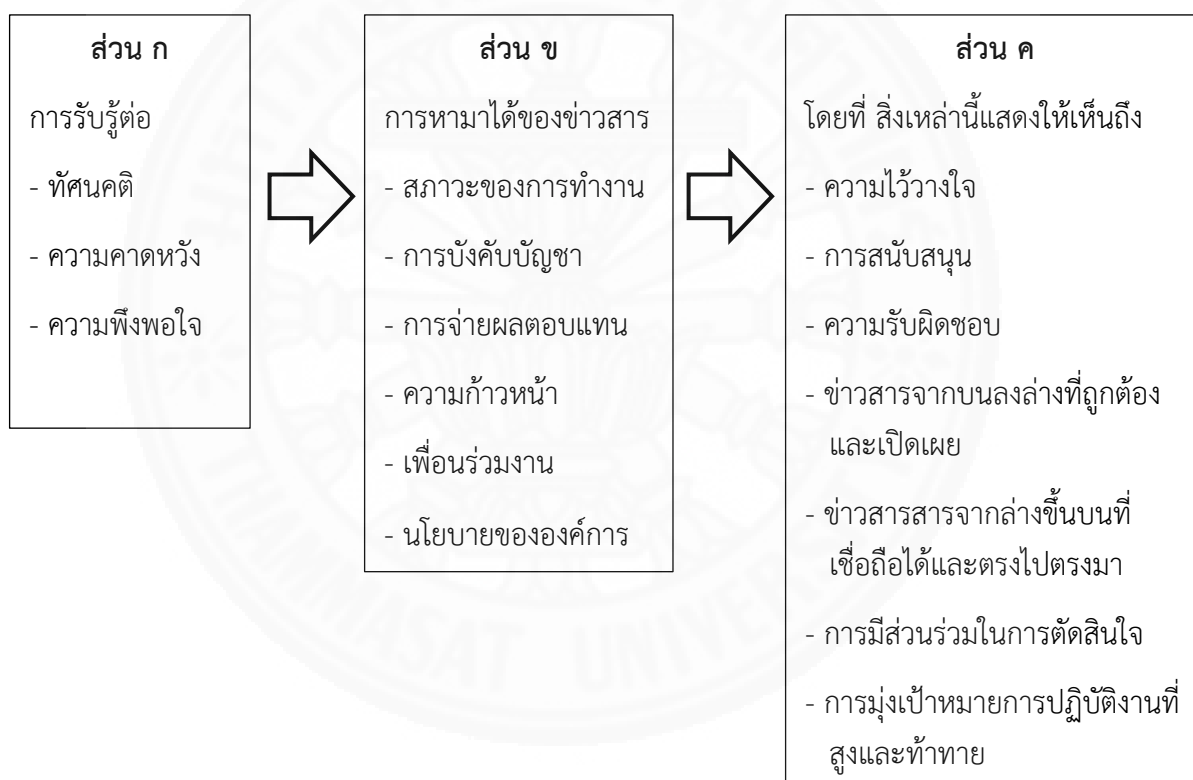 ส่วน ก
การรับรู้ต่อ
- ทัศนคติ
- ความคาดหวัง
- ความพึงพอใจ
ส่วน ข
การหามาได้ของข่าวสาร
- สภาวะของการทำงาน
- การบังคับบัญชา
- การจ่ายผลตอบแทน
- ความก้าวหน้า
- เพื่อนร่วมงาน
- นโยบายขององค์การ
ส่วน ค
โดยที่ สิ่งเหล่านี้แสดงให้เห็นถึง
- ความไว้วางใจ
- การสนับสนุน
- ความรับผิดชอบ
- ข่าวสารจากบนลงล่างที่ถูกต้อง
และเปิดเผย
- ข่าวสารสารจากล่างขึ้นบนที่
เชื่อถือได้และตรงไปตรงมา
- การมีส่วนร่วมในการตัดสินใจ
- การมุ่งเป้าหมายการปฏิบัติงานที่
สูงและท้าทาย